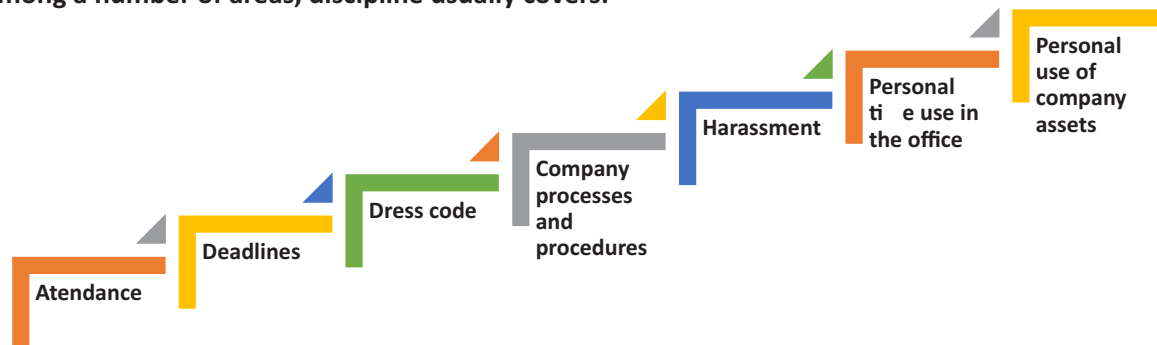 among a number of areas, discipline usually covers:
Atendance
Deadlines
Dress code
Company
processes
and
procedures
Harassment
Personal
ti e use in
the office
Personal
use of
company
assets